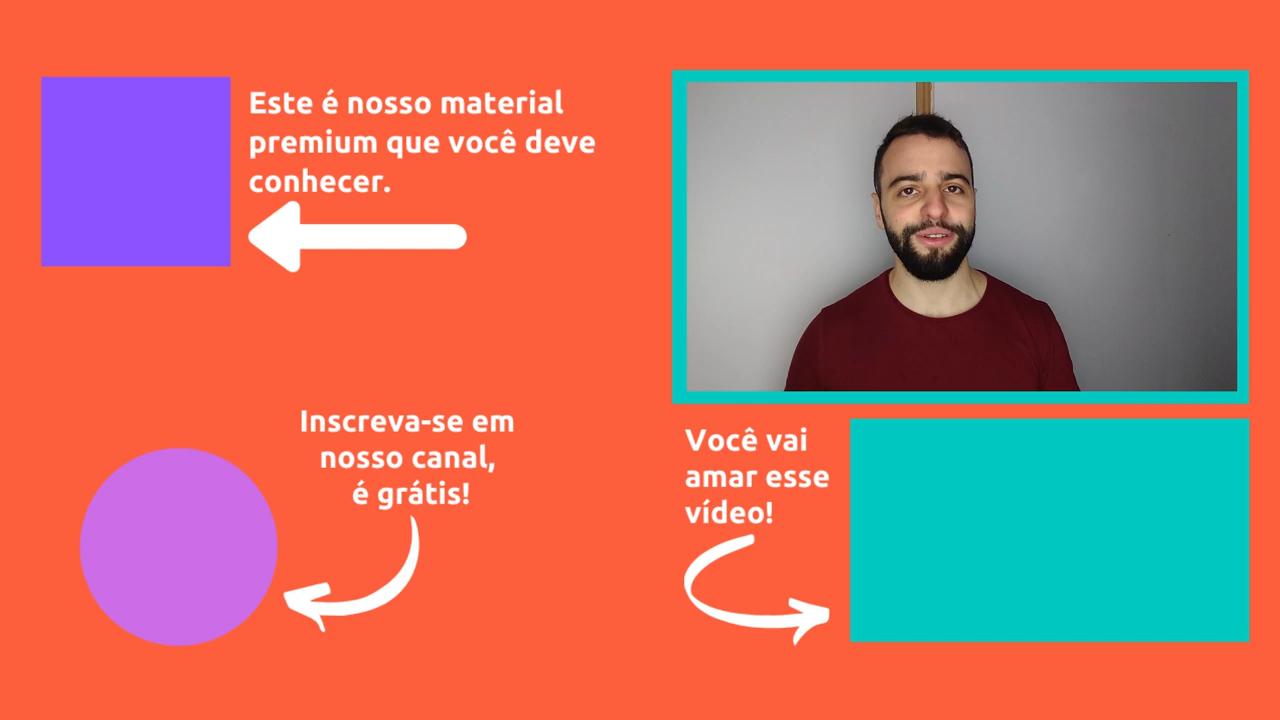 Este é nosso material
premium que você deve
conhecer.
Inscreva-se em
nosso canal,
é grátis!
Você vai
amar esse
vídeo!